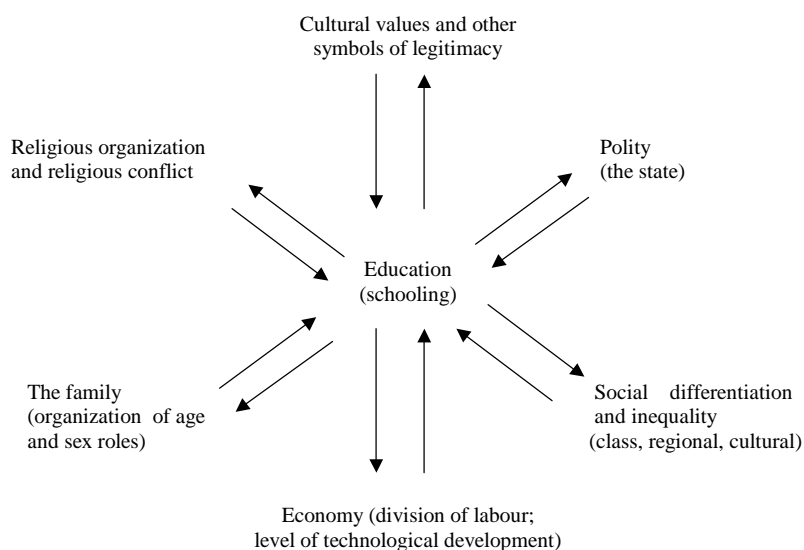 Cultural values and other
symbols of legitimacy
Religious organization
and religious conflict
Polity
(the state)
Education
(schooling)
The family
(organization of age
and sex roles)
Social differentiation
and inequality
(class, regional, cultural)
Economy (division of labour;
level of technological development)